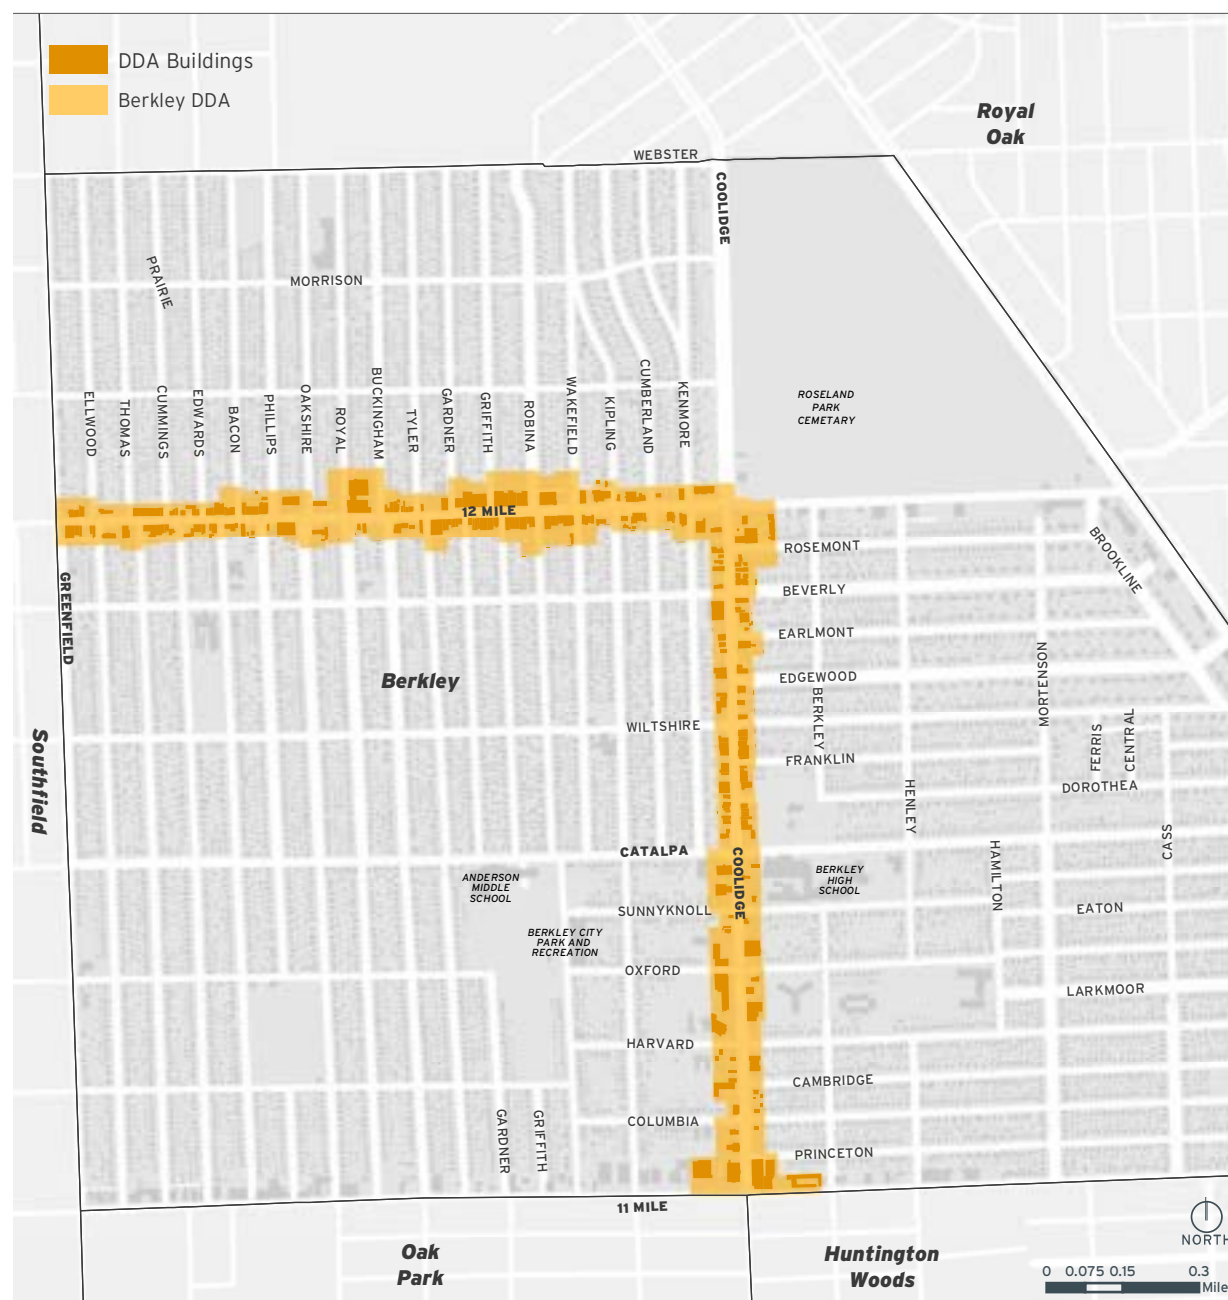 DDA Buildings
Berkley DDA
Royal
Oak
WEBSTER
COOLIDGE
PRAIRIE
MORRISON
ELLWOOD
THOMAS
CUMMINGS
EDWARDS
BACON
PHILLIPS
OAKSHIRE
ROYAL
BUCKINGHAM
TYLER
GARDNER
GRIFFITH
ROBINA
WAKEFIELD
KIPLING
CUMBERLAND
KENMORE
ROSELAND
PARK
CEMETARY
12 MILE
ROSEMONT
BROOKLINE
BEVERLY
GREENFIELD
EARLMONT
EDGEWOOD
Berkley
BERKLEY
MORTENSON
WILTSHIRE
FERRIS
CENTRAL
FRANKLIN
Southfield
DOROTHEA
HENLEY
CATALPA
COOLIDGE
CASS
HAMILTON
ANDERSON
MIDDLE
SCHOOL
BERKLEY
HIGH
SCHOOL
SUNNYKNOLL
EATON
BERKLEY CITY
PARK AND
RECREATION
OXFORD
LARKMOOR
HARVARD
CAMBRIDGE
COLUMBIA
GARDNER
GRIFFITH
PRINCETON
11 MILE
NORTH
Oak
Park
Huntington
Woods
0 0.075 0.15 0.3
Mile